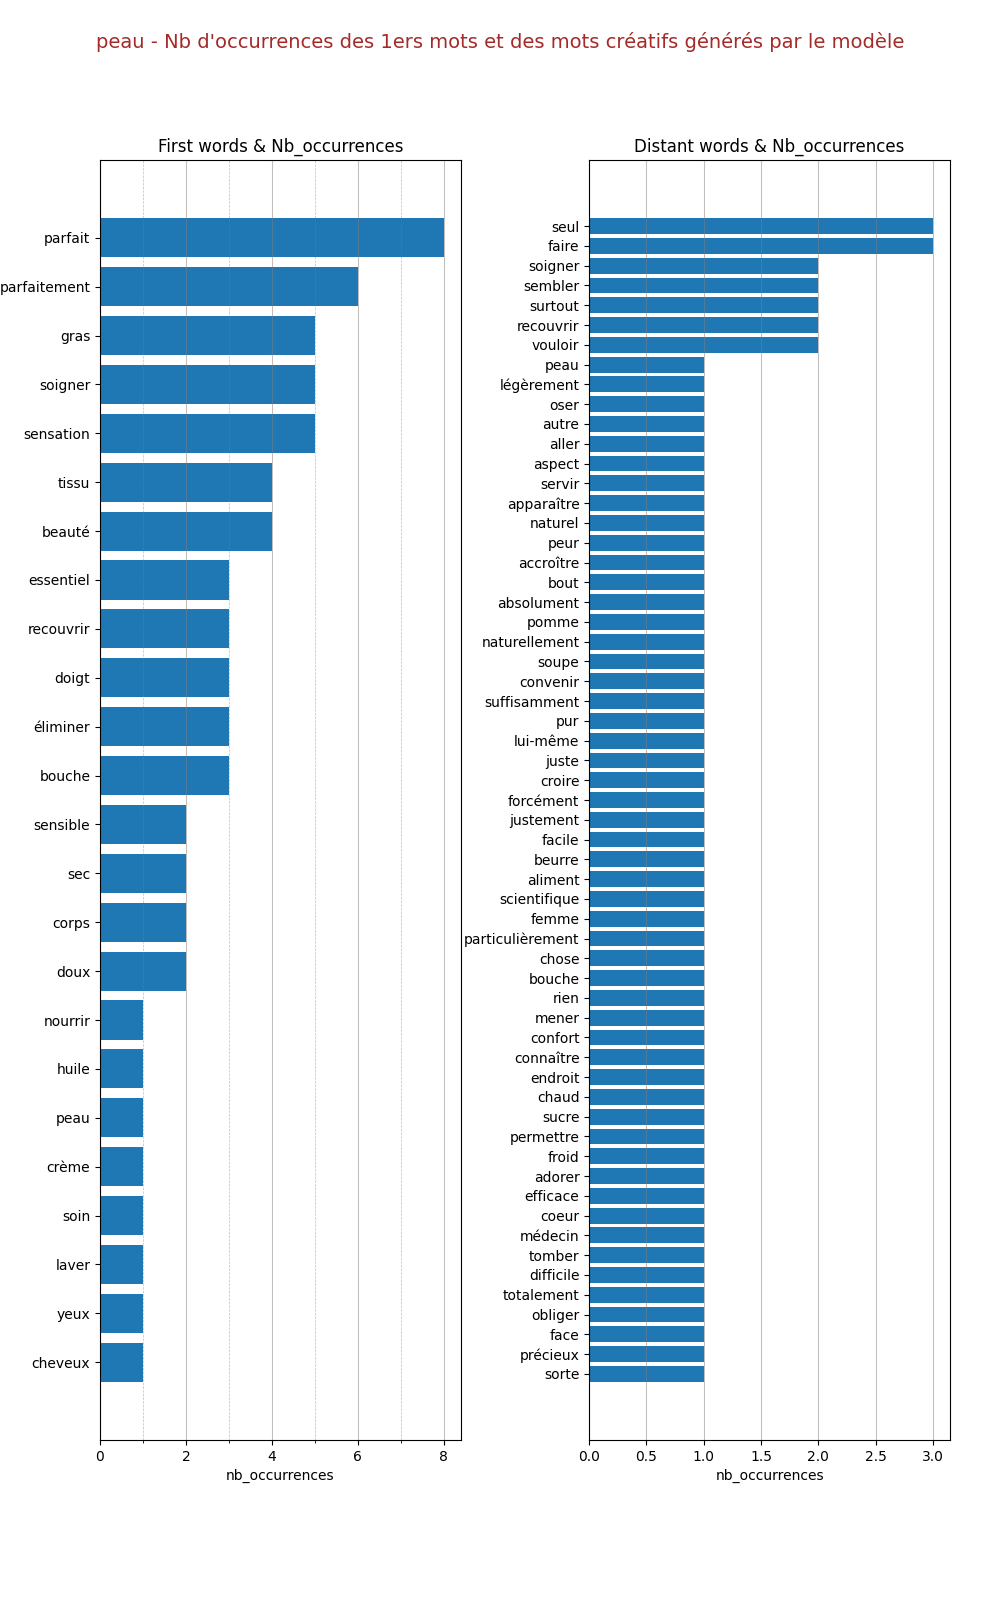 peau - Nb d'occurrences des 1ers mots et des mots créatifs générés par le modèle
First words & Nb_occurrences
parfait
parfaitement
gras
soigner
sensation
tissu
beauté
essentiel
recouvrir
doigt
éliminer
bouche
sensible
sec
corps
doux
nourrir
huile
peau
crème
soin
laver
yeux
cheveux
0 2 4 6 8
nb_occurrences
Distant words & Nb_occurrences
seul
faire
soigner
sembler
surtout
recouvrir
vouloir
peau
légèrement
oser
autre
aller
aspect
servir
apparaître
naturel
peur
accroître
bout
absolument
pomme
naturellement
soupe
convenir
suffisamment
pur
lui-même
juste
croire
forcément
justement
facile
beurre
aliment
scientifique
femme
particulièrement
chose
bouche
rien
mener
confort
connaître
endroit
chaud
sucre
permettre
froid
adorer
efficace
coeur
médecin
tomber
difficile
totalement
obliger
face
précieux
sorte
0.0 0.5 1.0 1.5 2.0 2.5 3.0
nb_occurrences